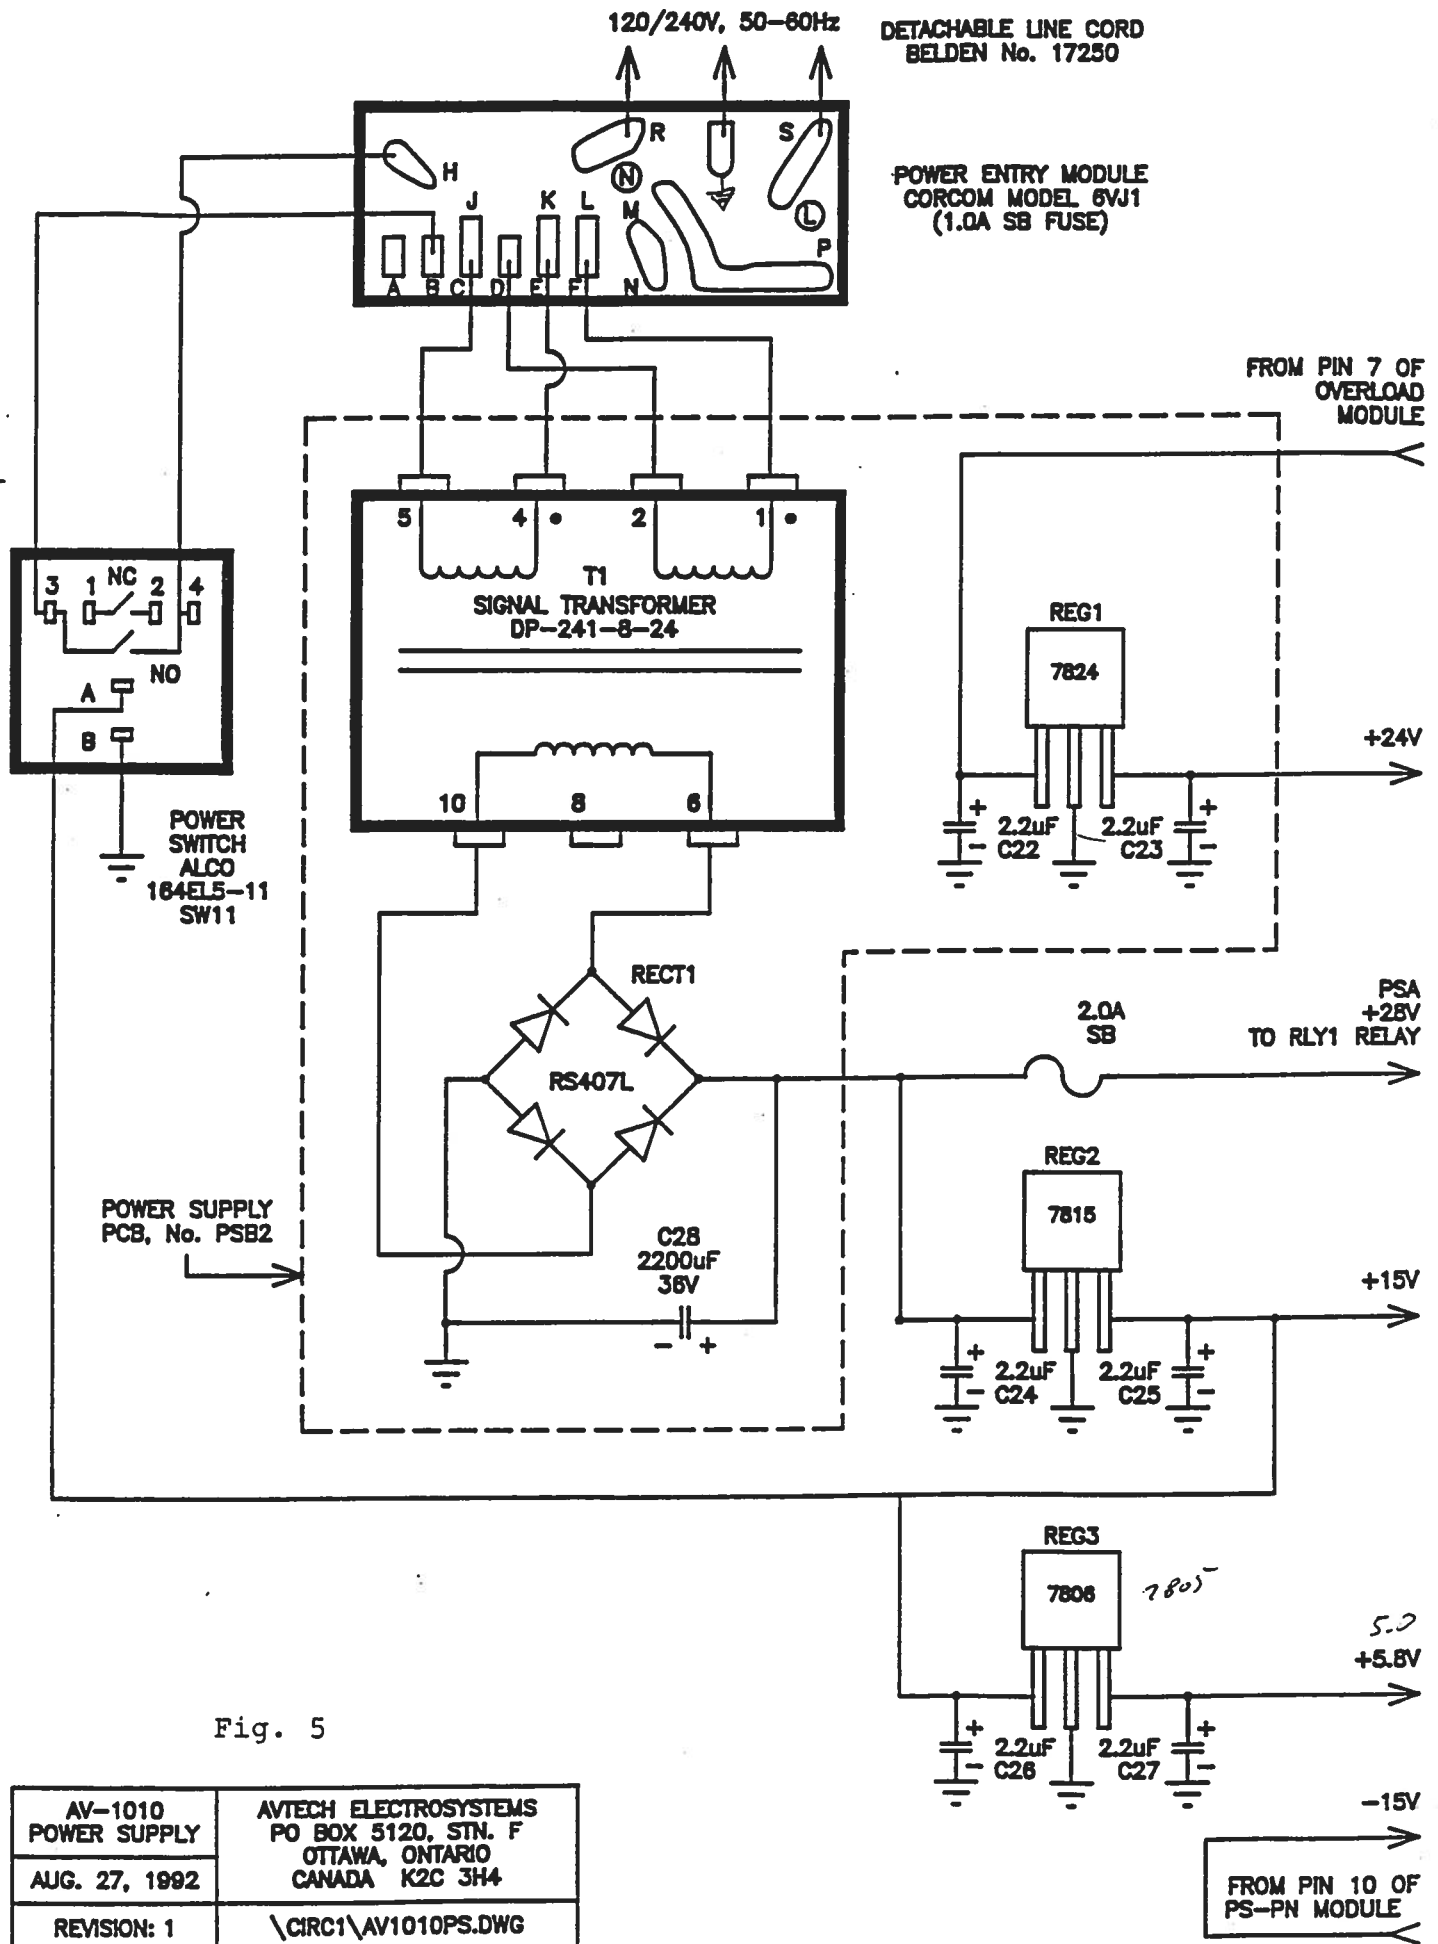 120/240V, 50-60Hz
DETACHABLE LINE CORD
BELDEN No. 17250
R
S
H
N
J
K
L
M
L
P
A
B
C
D
E
F
N
POWER ENTRY MODULE
CORCOM MODEL 6VJ1
(1.0A SB FUSE)
FROM PIN 7 OF
OVERLOAD
MODULE
5
4
2
1
3
1
NC
2
4
NO
A
B
T1
SIGNAL TRANSFORMER
DP-241-8-24
REG1
7824
+24V
10
8
6
+
2.2uF
- C22
2.2uF
C23
+
-
POWER
SWITCH
ALCO
164EL5-11
SW11
RECT1
RS407L
2.0A
SB
PSA
+28V
TO RLY1 RELAY
REG2
7815
+15V
POWER SUPPLY
PCB, No. PSB2
C28
2200uF
36V
- +
+
2.2uF
- C24
2.2uF
C25
+
-
REG3
7806
7805
5.0
+5.8V
+
2.2uF
- C26
2.2uF
C27
+
-
-15V
FROM PIN 10 OF
PS-PN MODULE
Fig. 5
AV-1010
POWER SUPPLY
AUG. 27, 1992
REVISION: 1
AVTECH ELECTROSYSTEMS
PO BOX 5120, STN. F
OTTAWA, ONTARIO
CANADA K2C 3H4
\CIRC1\AV1010PS.DWG